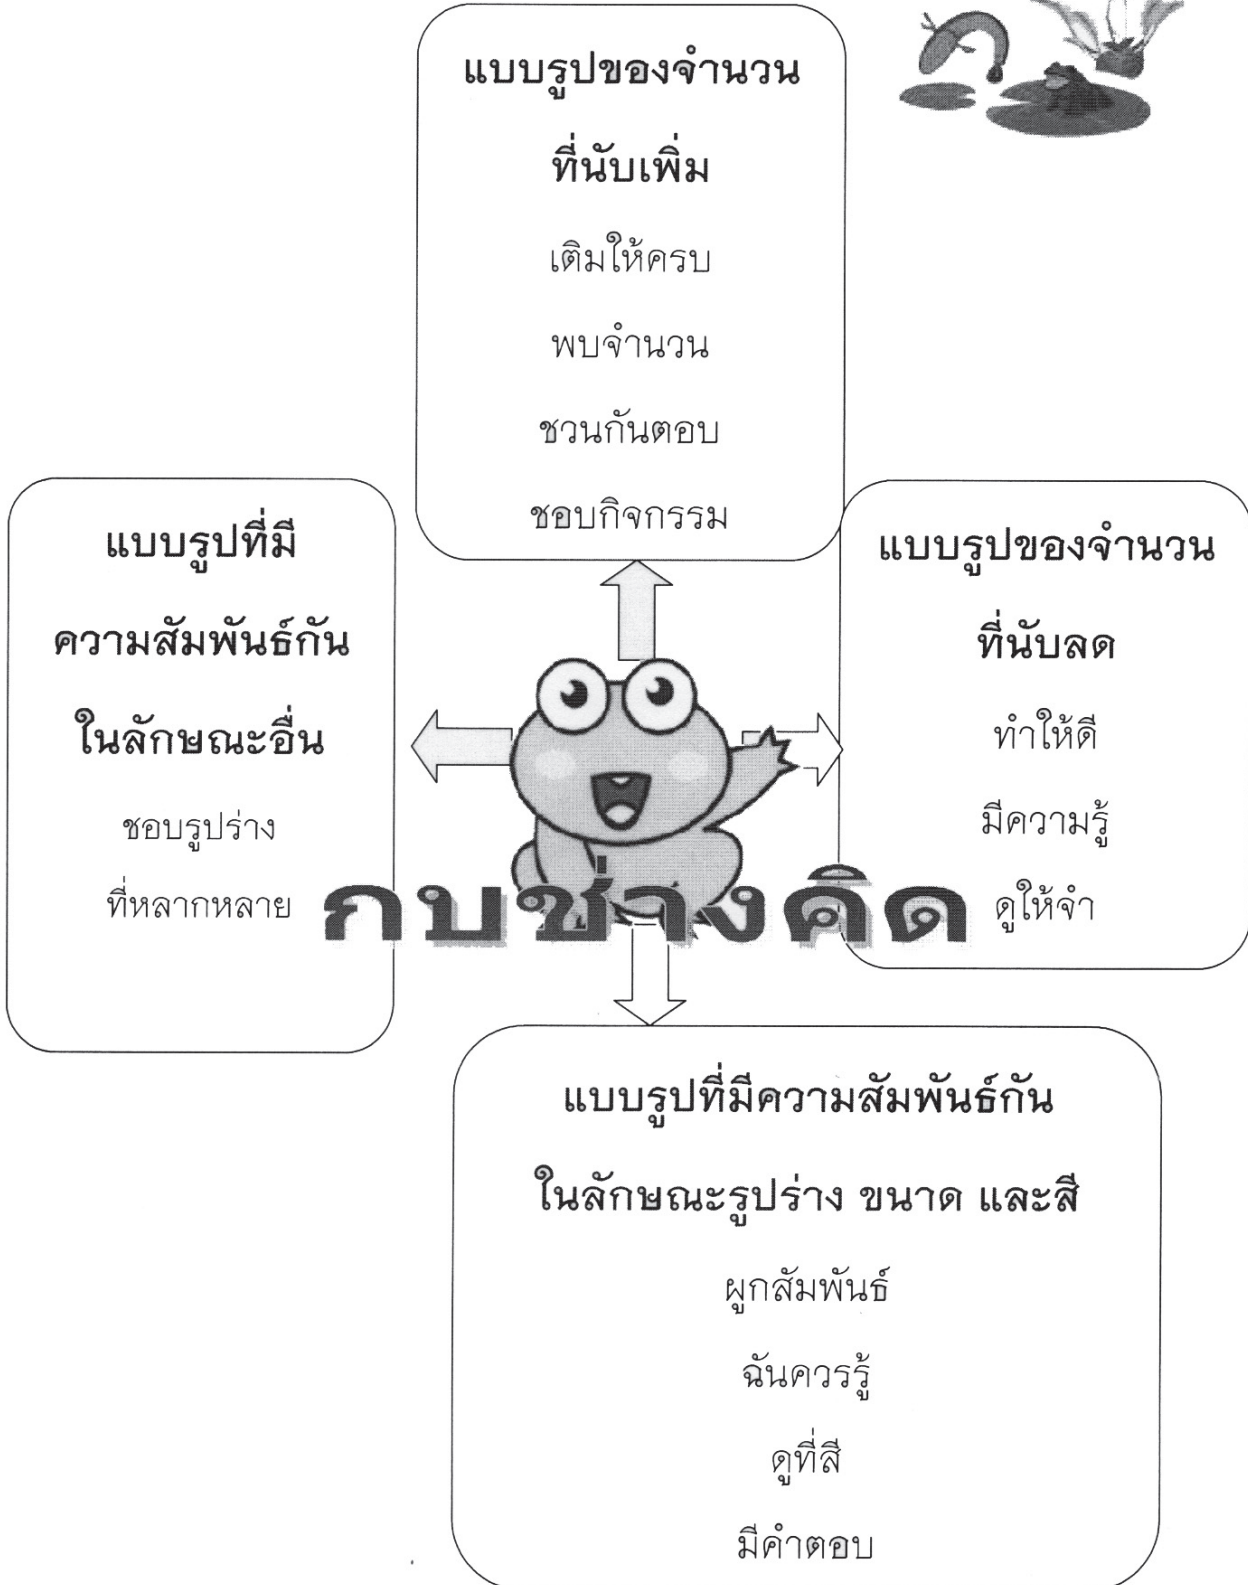 แบบรูปของจำนวน
ที่นับเพิ่ม
เติมให้ครบ
พบจำนวน
ชวนกันตอบ
ชอบกิจกรรม
แบบรูปที่มี
ความสัมพันธ์กัน
ในลักษณะอื่น
ชอบรูปร่าง
ที่หลากหลาย
กบช่างคิด
แบบรูปของจำนวน
ที่นับลด
ทำให้ดี
มีความรู้
ดูให้จำ
แบบรูปที่มีความสัมพันธ์กัน
ในลักษณะรูปร่าง ขนาด และสี
ผูกสัมพันธ์
ฉันควรรู้
ดูที่สี
มีคำตอบ